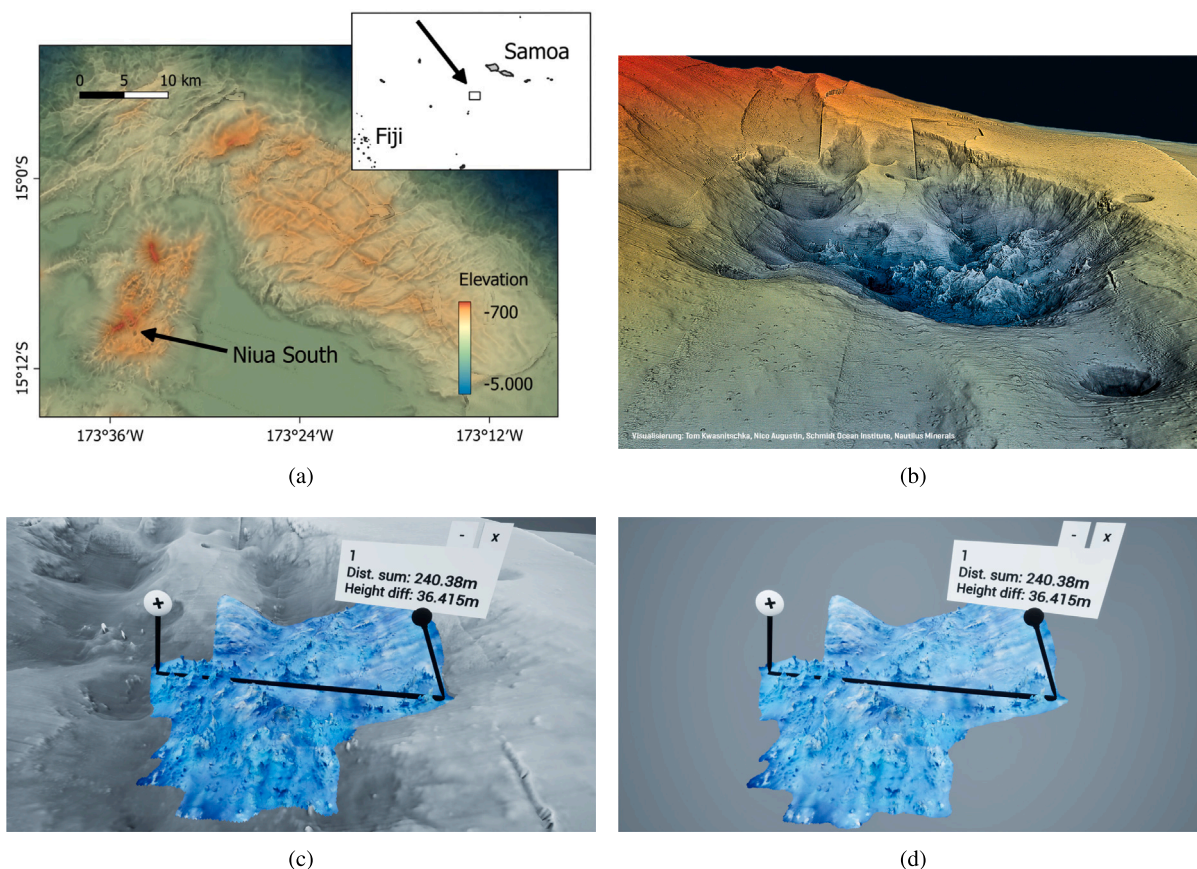 0 5 10 km
Samoa
Fiji
15°0'S
Elevation
-700
-5.000
Niua South
15°12'S
173°36'W 173°24'W 173°12'W
(a)
Visualisierung: Tom Kwasnitschka, Nico Augustin, Schmidt Ocean Institute, Nautilus Minerals
(b)
- x
1
Dist. sum: 240.38m
Height diff: 36.415m
+
(c)
- x
1
Dist. sum: 240.38m
Height diff: 36.415m
+
(d)